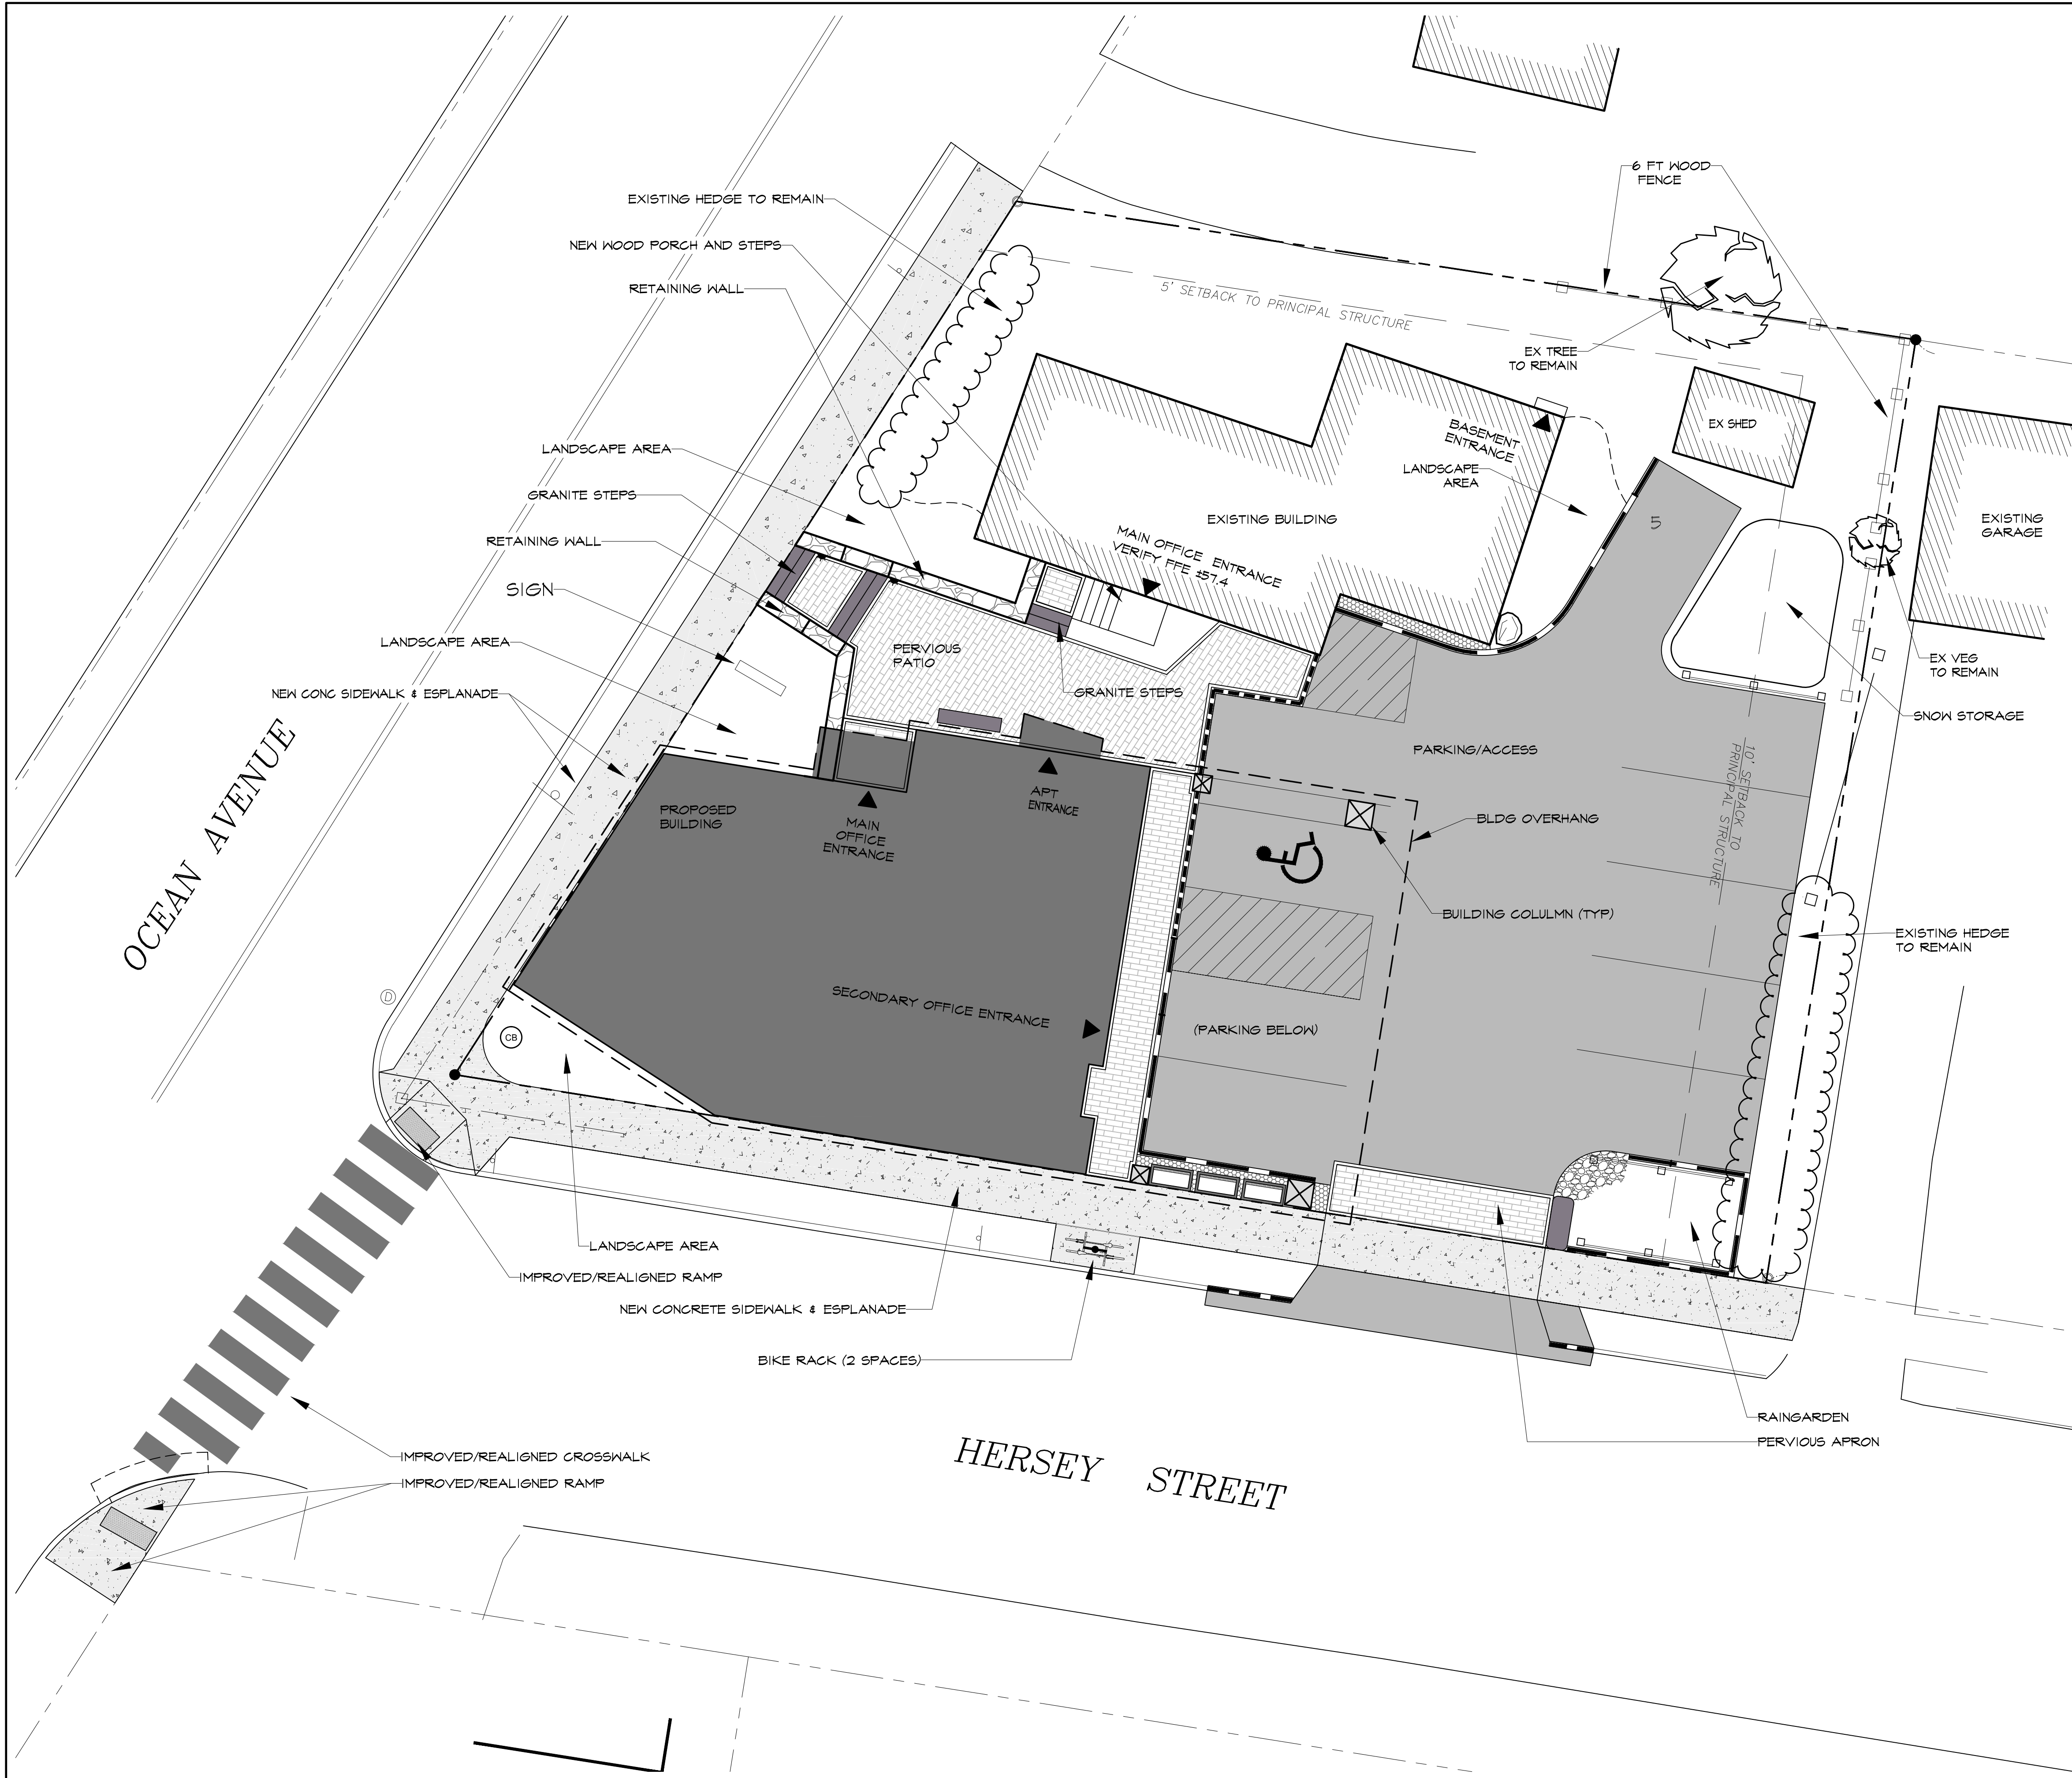 6 FT WOOD
FENCE
EXISTING HEDGE TO REMAIN
NEW WOOD PORCH AND STEPS
RETAINING WALL
5' SETBACK TO PRINCIPAL STRUCTURE
EX TREE
TO REMAIN
EX SHED
BASEMENT
ENTRANCE
LANDSCAPE AREA
LANDSCAPE
AREA
GRANITE STEPS
EXISTING BUILDING
5
EXISTING
GARAGE
RETAINING WALL
MAIN OFFICE ENTRANCE
VERIFY FFE ±57.4
SIGN
LANDSCAPE AREA
PERVIOUS
PATIO
EX VEG
TO REMAIN
NEW CONC SIDEWALK & ESPLANADE
GRANITE STEPS
SNOW STORAGE
PARKING/ACCESS
10' SETBACK TO
PRINCIPAL STRUCTURE
OCEAN AVENUE
PROPOSED
BUILDING
MAIN
OFFICE
ENTRANCE
APT
ENTRANCE
BLDG OVERHANG
BUILDING COLULMN (TYP)
EXISTING HEDGE
TO REMAIN
D
SECONDARY OFFICE ENTRANCE
(PARKING BELOW)
CB
LANDSCAPE AREA
IMPROVED/REALIGNED RAMP
NEW CONCRETE SIDEWALK & ESPLANADE
BIKE RACK (2 SPACES)
RAINGARDEN
PERVIOUS APRON
IMPROVED/REALIGNED CROSSWALK
IMPROVED/REALIGNED RAMP
HERSEY STREET